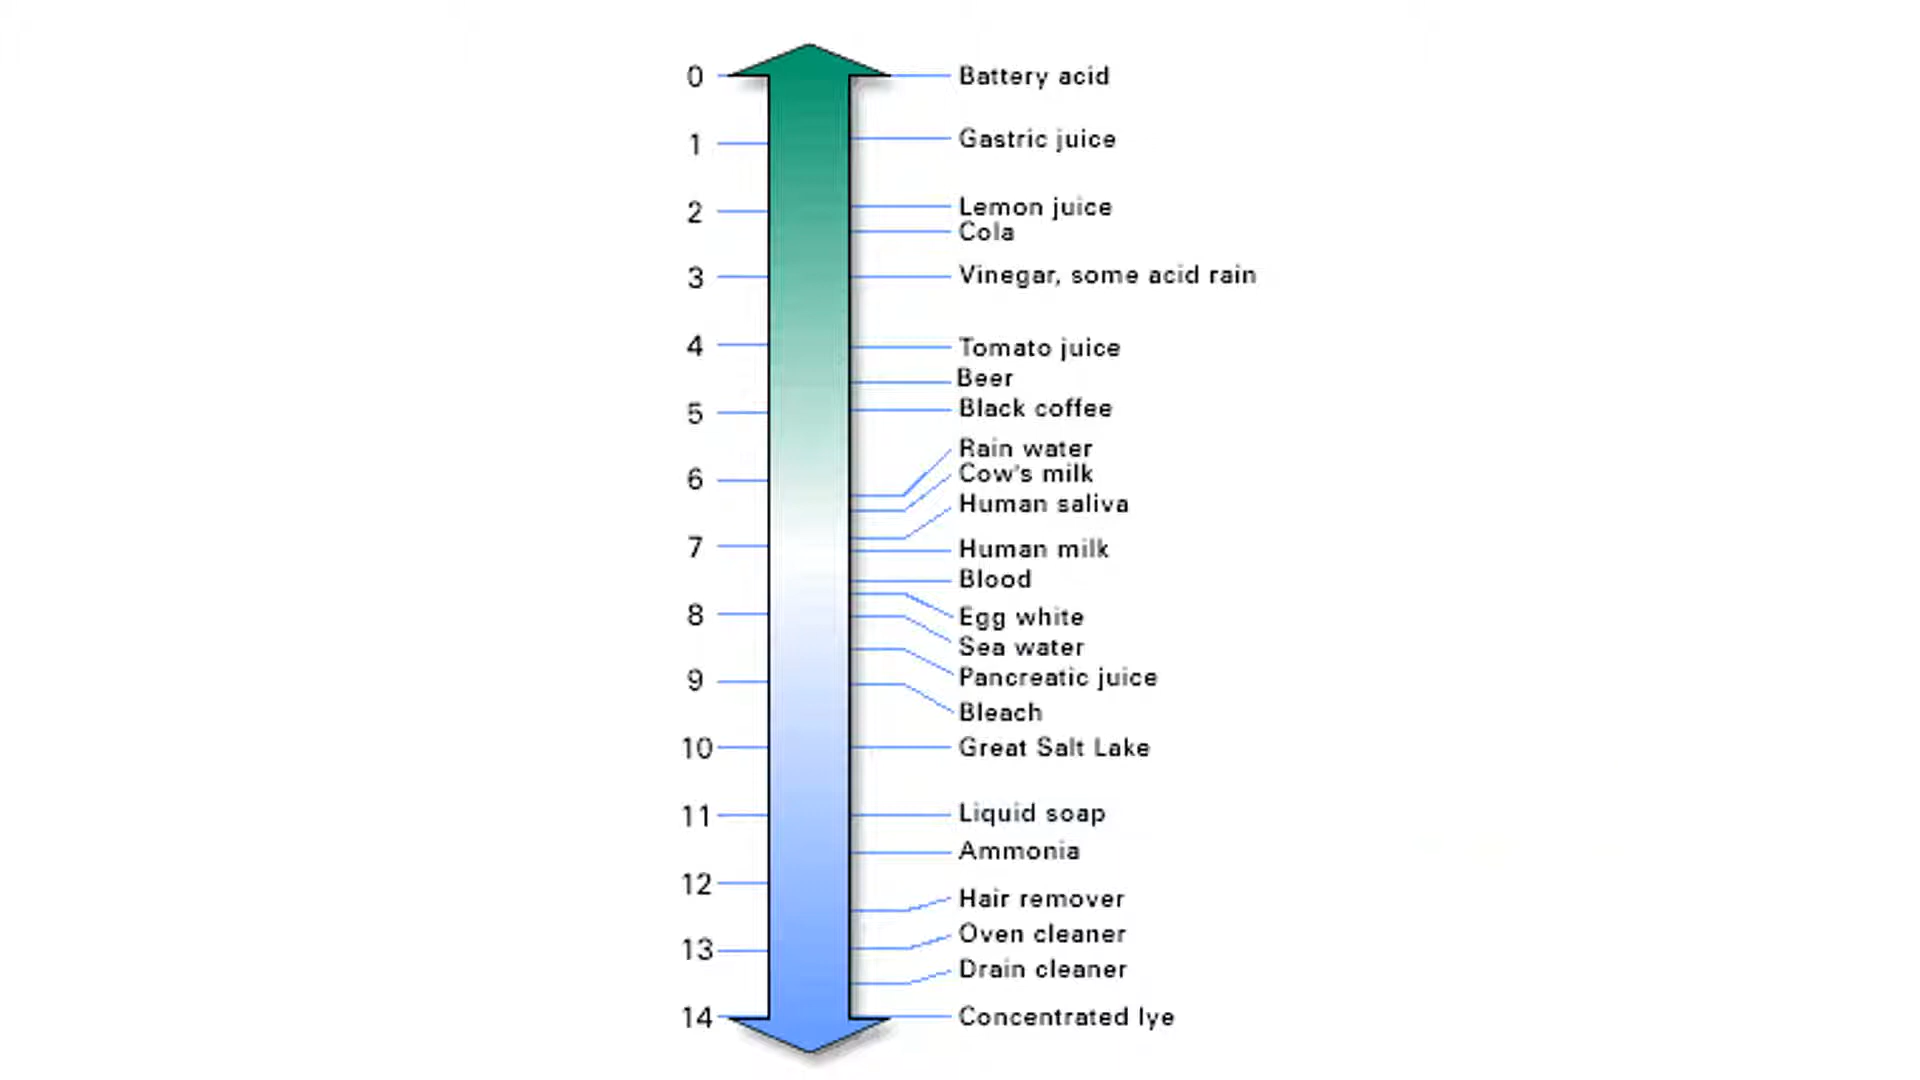 0 Battery acid
1 Gastric juice
2 Lemon juice
Cola
3 Vinegar, some acid rain
4 Tomato juice
Beer
5 Black coffee
Rain water
6 Cow's milk
Human saliva
7 Human milk
Blood
8 Egg white
Sea water
9 Pancreatic juice
Bleach
10 Great Salt Lake
11 Liquid soap
Ammonia
12 Hair remover
Oven cleaner
13 Drain cleaner
14 Concentrated lye